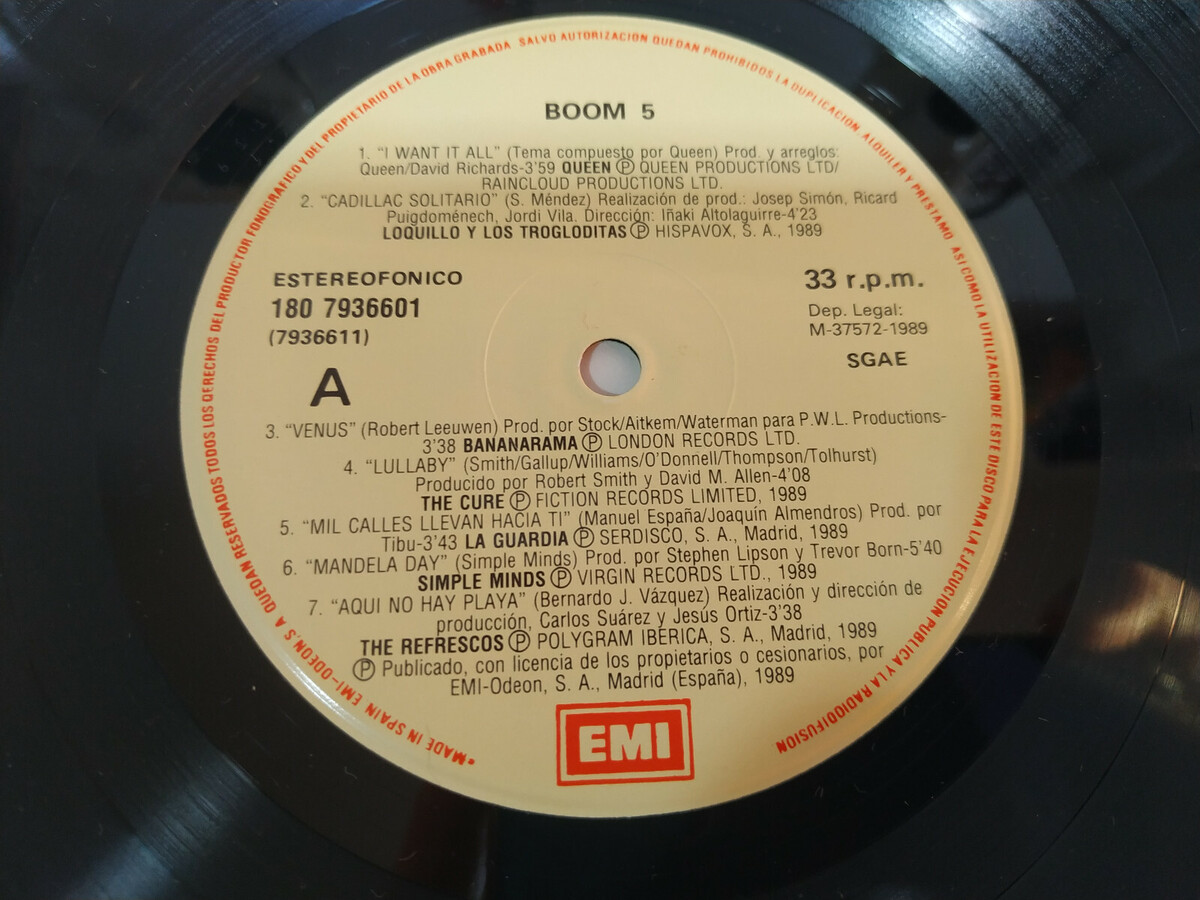 BOOM 5
1. "I WANT IT ALL" (Tema compuesto por Queen) Prod. y arreglos:
Queen/David Richards-3'59 QUEEN Ⓟ QUEEN PRODUCTIONS LTD/
RAINCLOUD PRODUCTIONS LTD.
2. "CADILLAC SOLITARIO" (S. Méndez) Realización de prod.: Josep Simón, Ricard
Puigdoménech, Jordi Vila. Dirección: Iñaki Altolaguirre-4'23
LOQUILLO Y LOS TROGLODITAS Ⓟ HISPAVOX, S. A., 1989
ESTEREOFONICO
180 7936601
(7936611)
A
33 r.p.m.
Dep. Legal:
M-37572-1989
SGAE
3. "VENUS" (Robert Leeuwen) Prod. por Stock/Aitkem/Waterman para P.W.L. Productions-
3'38 BANANARAMA Ⓟ LONDON RECORDS LTD.
4. "LULLABY" (Smith/Gallup/Williams/O'Donnell/Thompson/Tolhurst)
Producido por Robert Smith y David M. Allen-4'08
THE CURE Ⓟ FICTION RECORDS LIMITED, 1989
5. "MIL CALLES LLEVAN HACIA TI" (Manuel España/Joaquín Almendros) Prod. por
Tibu-3'43 LA GUARDIA Ⓟ SERDISCO, S. A., Madrid, 1989
6. "MANDELA DAY" (Simple Minds) Prod. por Stephen Lipson y Trevor Born-5'40
SIMPLE MINDS Ⓟ VIRGIN RECORDS LTD., 1989
7. "AQUI NO HAY PLAYA" (Bernardo J. Vázquez) Realización y dirección de
producción, Carlos Suárez y Jesús Ortiz-3'38
THE REFRESCOS Ⓟ POLYGRAM IBERICA, S. A., Madrid, 1989
Ⓟ Publicado, con licencia de los propietarios o cesionarios, por
EMI-Odeon, S. A., Madrid (España), 1989
EMI
•MADE IN SPAIN EMI-ODEON, S. A. QUEDAN RESERVADOS TODOS LOS DERECHOS DEL PRODUCTOR FONOGRAFICO Y DEL PROPIETARIO DE LA OBRA GRABADA. SALVO AUTORIZACION QUEDAN PROHIBIDOS LA DUPLICACION, ALQUILER Y PRESTAMO, ASI COMO LA UTILIZACION DE ESTE DISCO PARA LA EJECUCION PUBLICA Y LA RADIODIFUSION